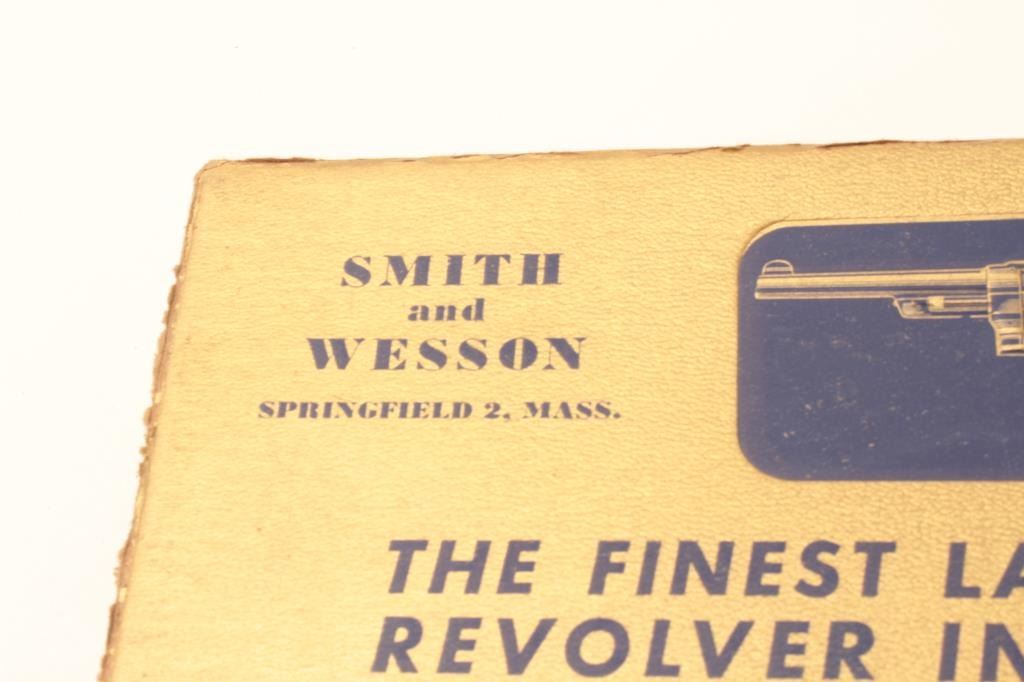 SMITH
and
WESSON
SPRINGFIELD 2, MASS.
THE FINEST
REVOLVER